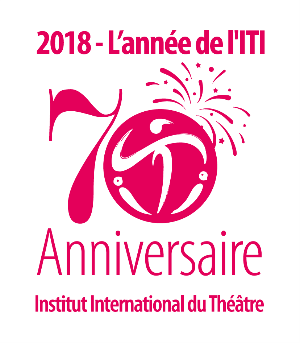 2018 - L'année de l'ITI
70
Anniversaire
Institut International du Théâtre